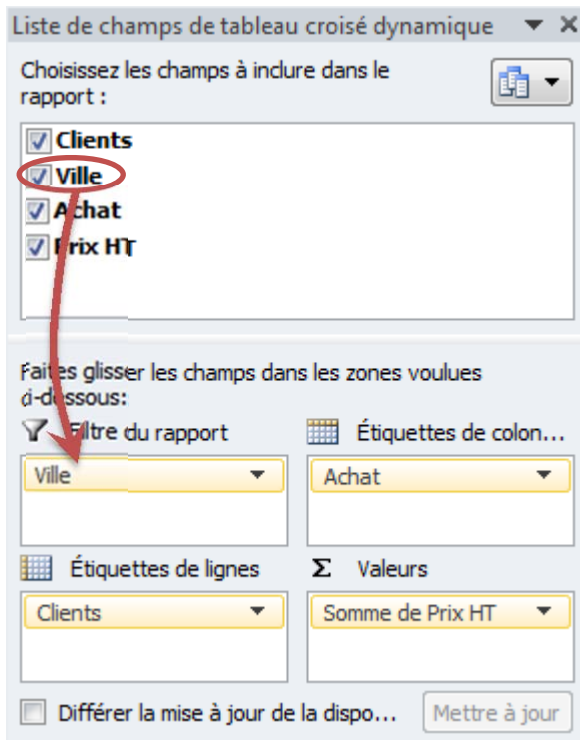 Liste de champs de tableau croisé dynamique
Choisissez les champs à inclure dans le
rapport :
Clients
Ville
Achat
Prix HT
Faites glisser les champs dans les zones voulues
ci-dessous:
Filtre du rapport
Étiquettes de colon...
Ville
Achat
Étiquettes de lignes
Σ Valeurs
Clients
Somme de Prix HT
Différer la mise à jour de la dispo...
Mettre à jour